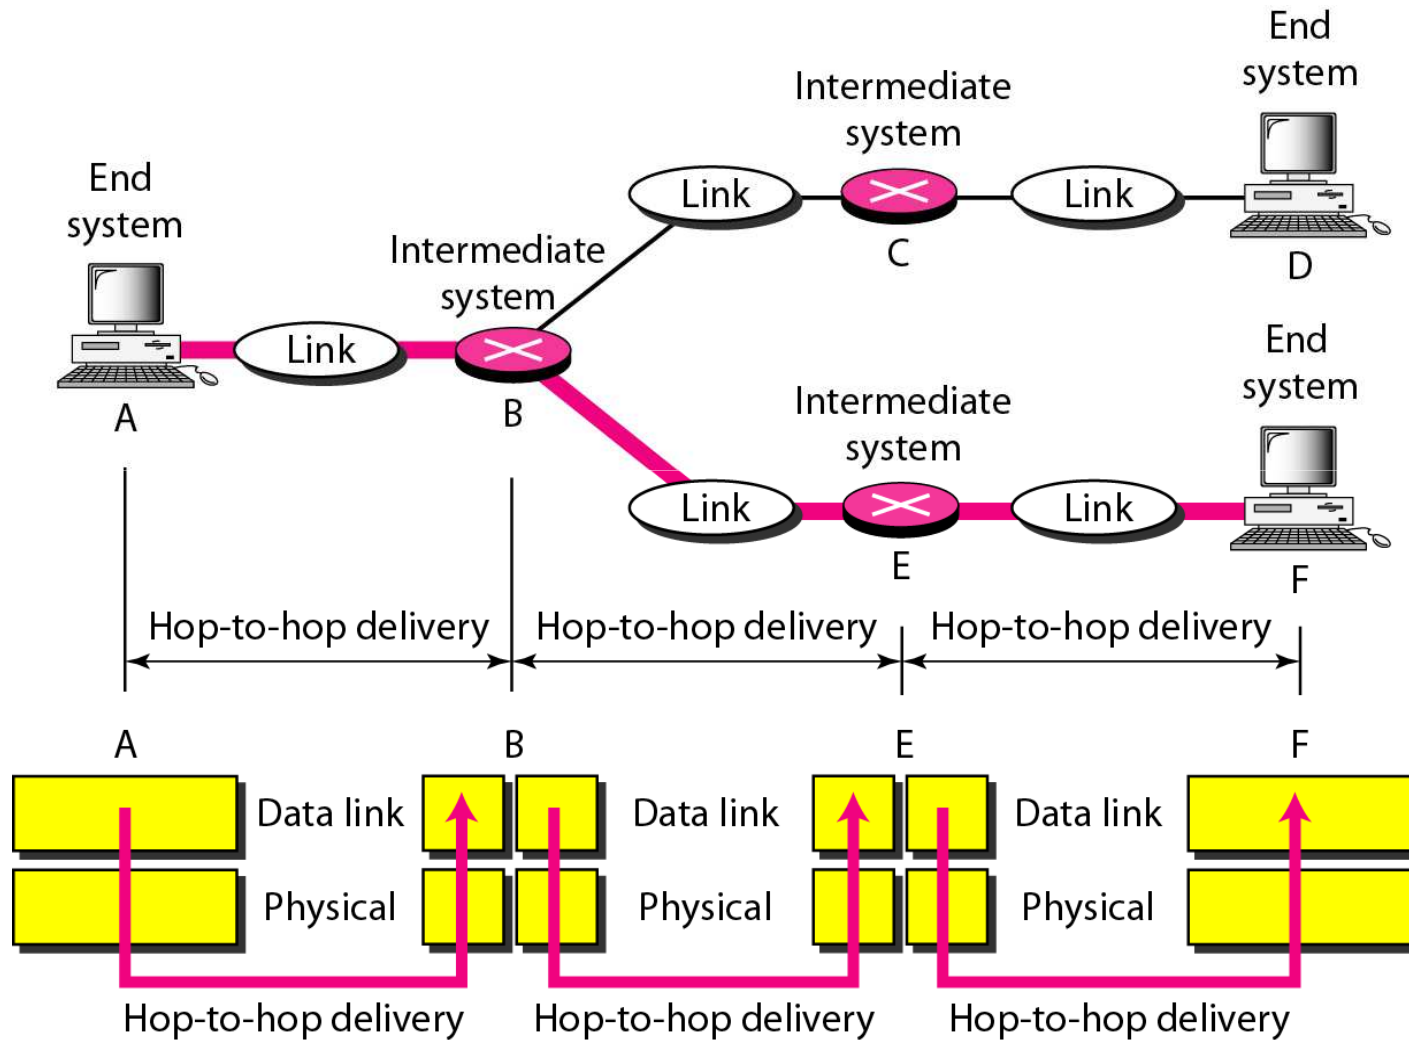 End
system
Intermediate
system
End
system
Link
Link
C
D
Intermediate
system
Link
A
B
End
system
Intermediate
system
Link
Link
E
F
Hop-to-hop delivery
Hop-to-hop delivery
Hop-to-hop delivery
A
B
E
F
Data link
Data link
Data link
Physical
Physical
Physical
Hop-to-hop delivery
Hop-to-hop delivery
Hop-to-hop delivery